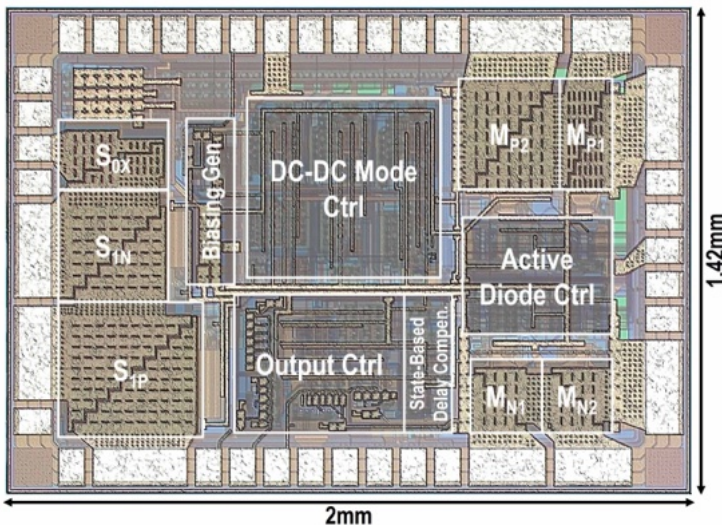 S0X
S1N
S1P
Biasing Gen.
DC-DC Mode
Ctrl
MP2
MP1
Active
Diode Ctrl
Output Ctrl
State-Based
Delay Compen.
MN1
MN2
1.42mm
2mm